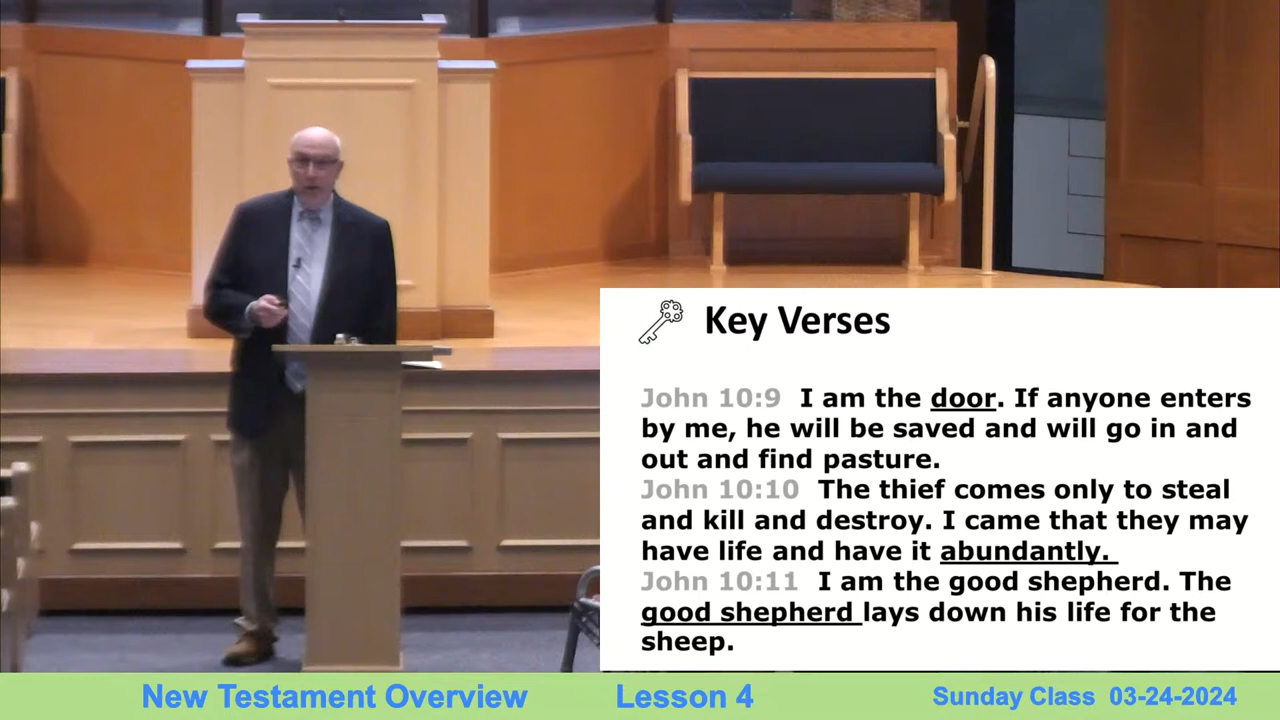 Key Verses
John 10:9 I am the door. If anyone enters
by me, he will be saved and will go in and
out and find pasture.
John 10:10 The thief comes only to steal
and kill and destroy. I came that they may
have life and have it abundantly.
John 10:11 I am the good shepherd. The
good shepherd lays down his life for the
sheep.
New Testament Overview Lesson 4 Sunday Class 03-24-2024